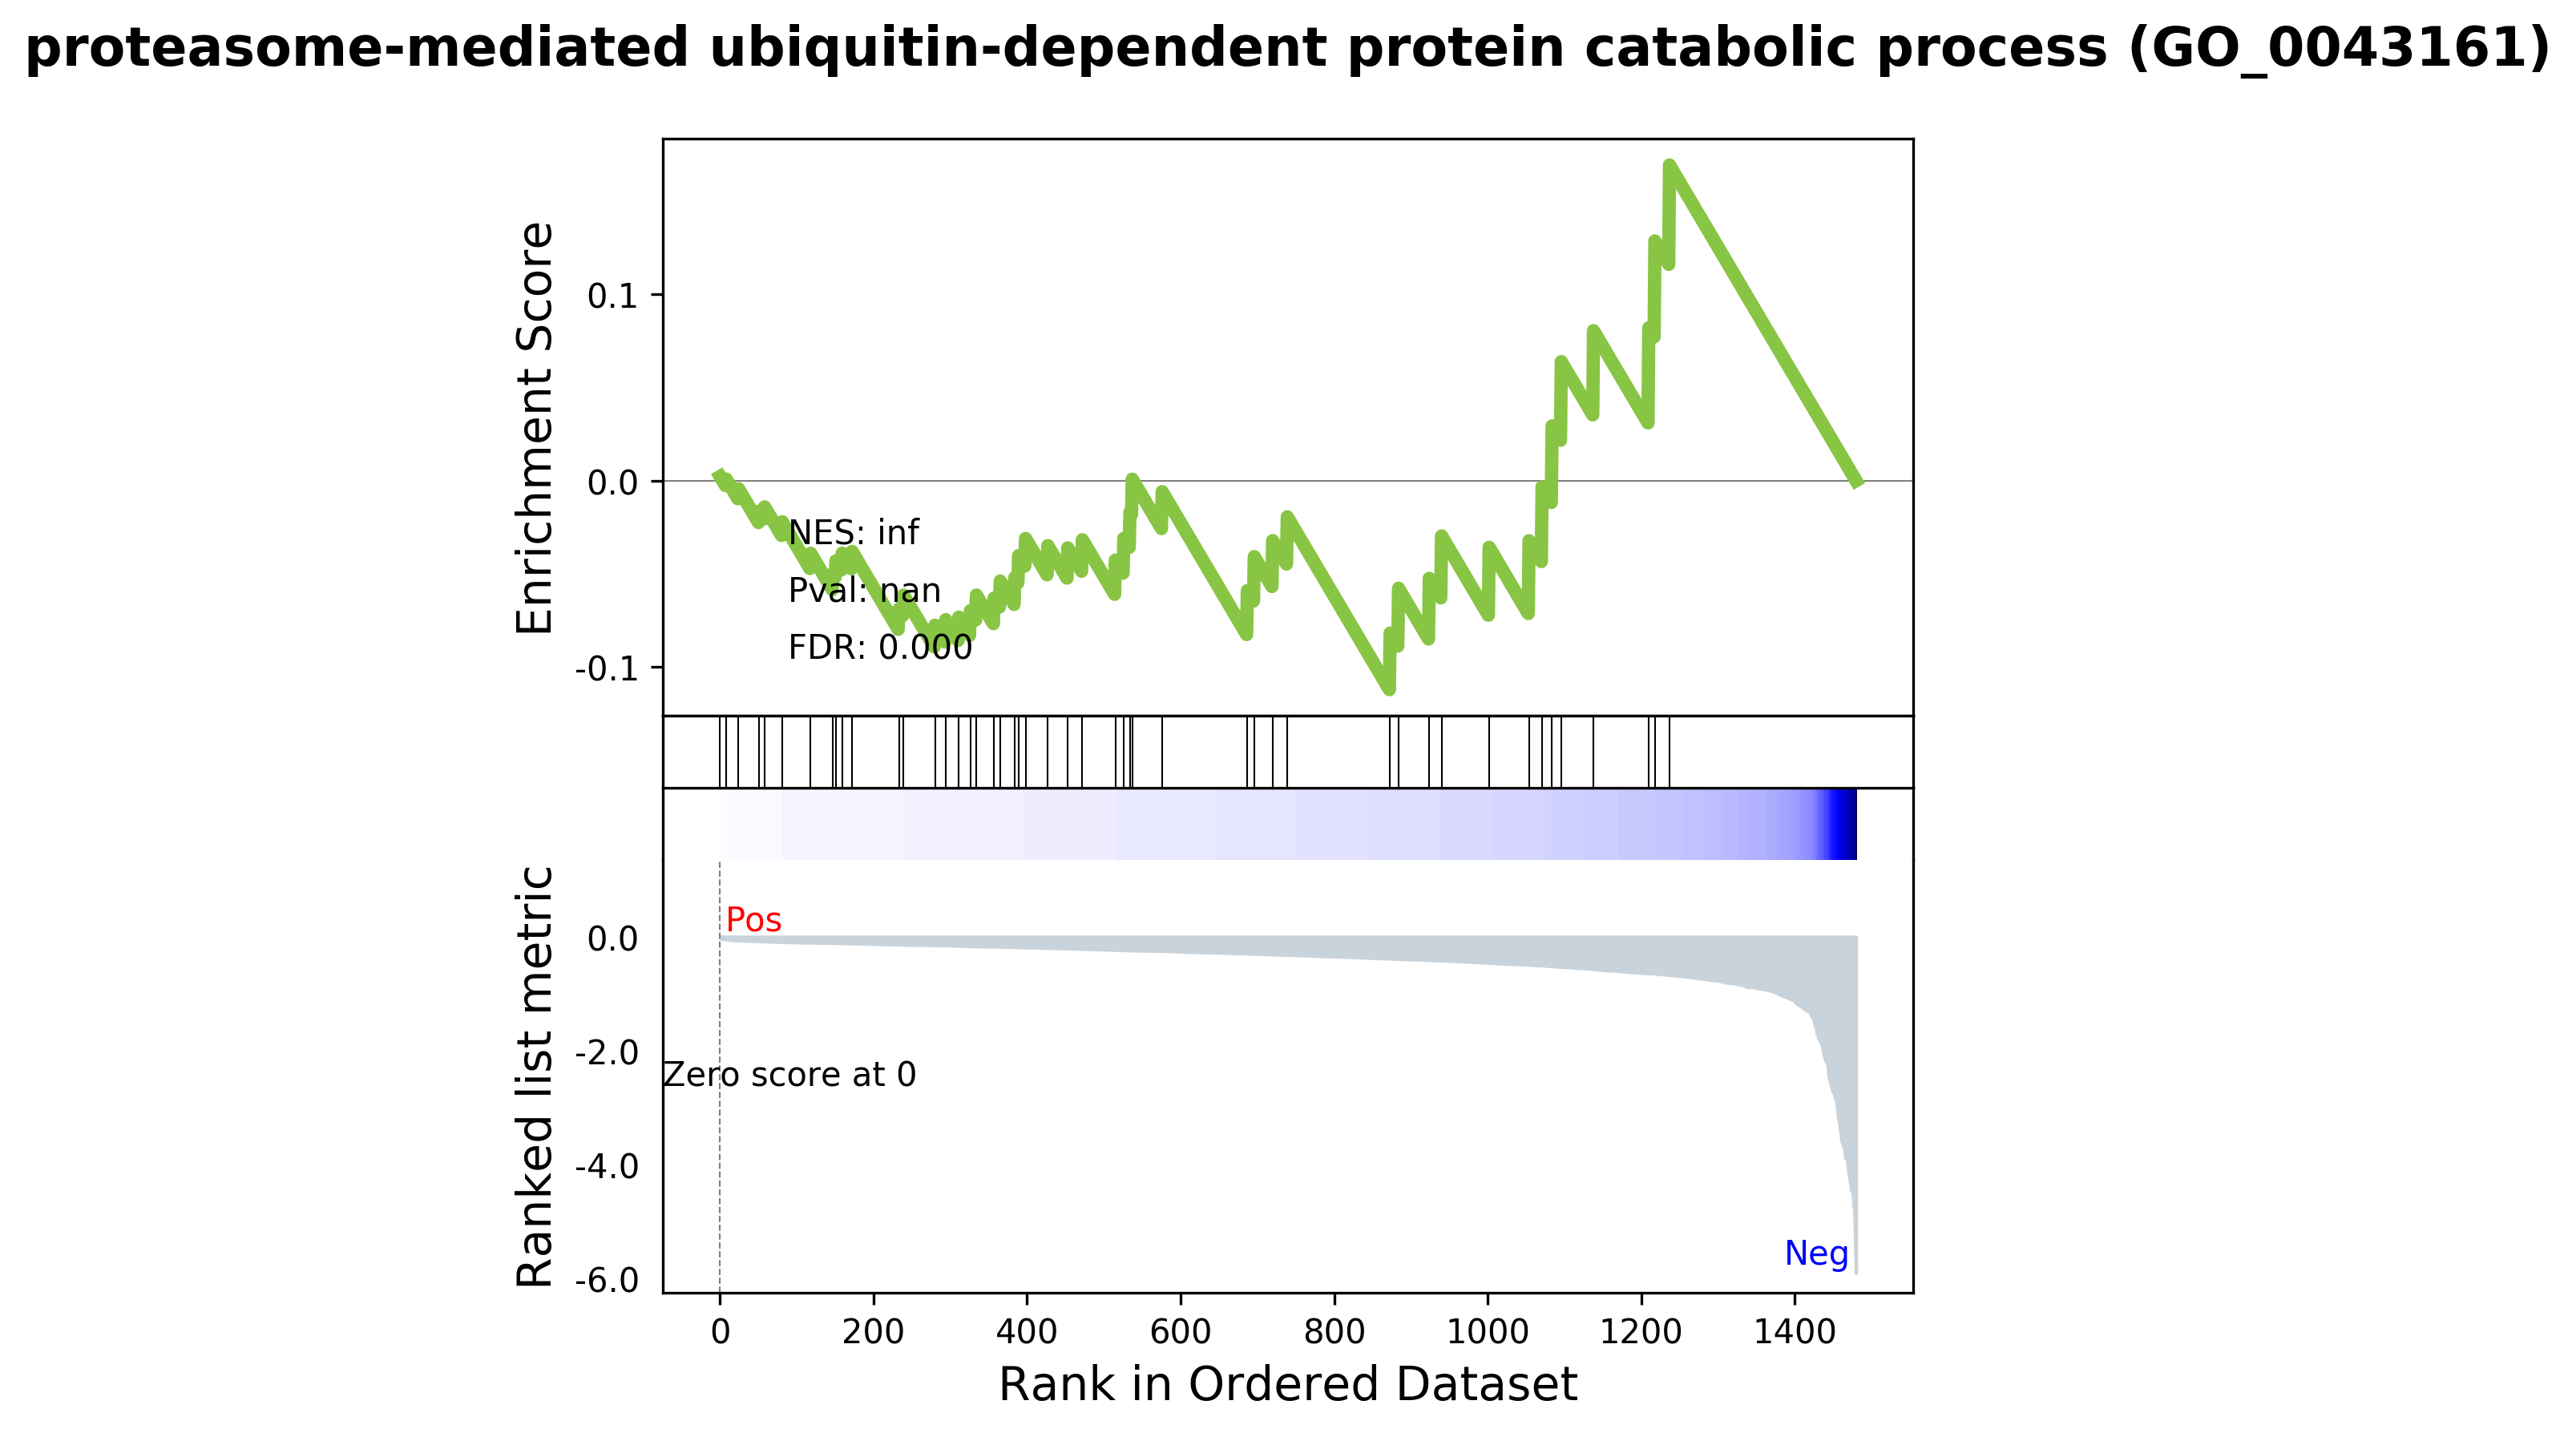 proteasome-mediated ubiquitin-dependent protein catabolic process (GO_0043161)
Enrichment Score
0.1
0.0
-0.1
NES: inf
Pval: nan
FDR: 0.000
Ranked list metric
0.0
-2.0
-4.0
-6.0
Pos
Zero score at 0
Neg
0 200 400 600 800 1000 1200 1400
Rank in Ordered Dataset